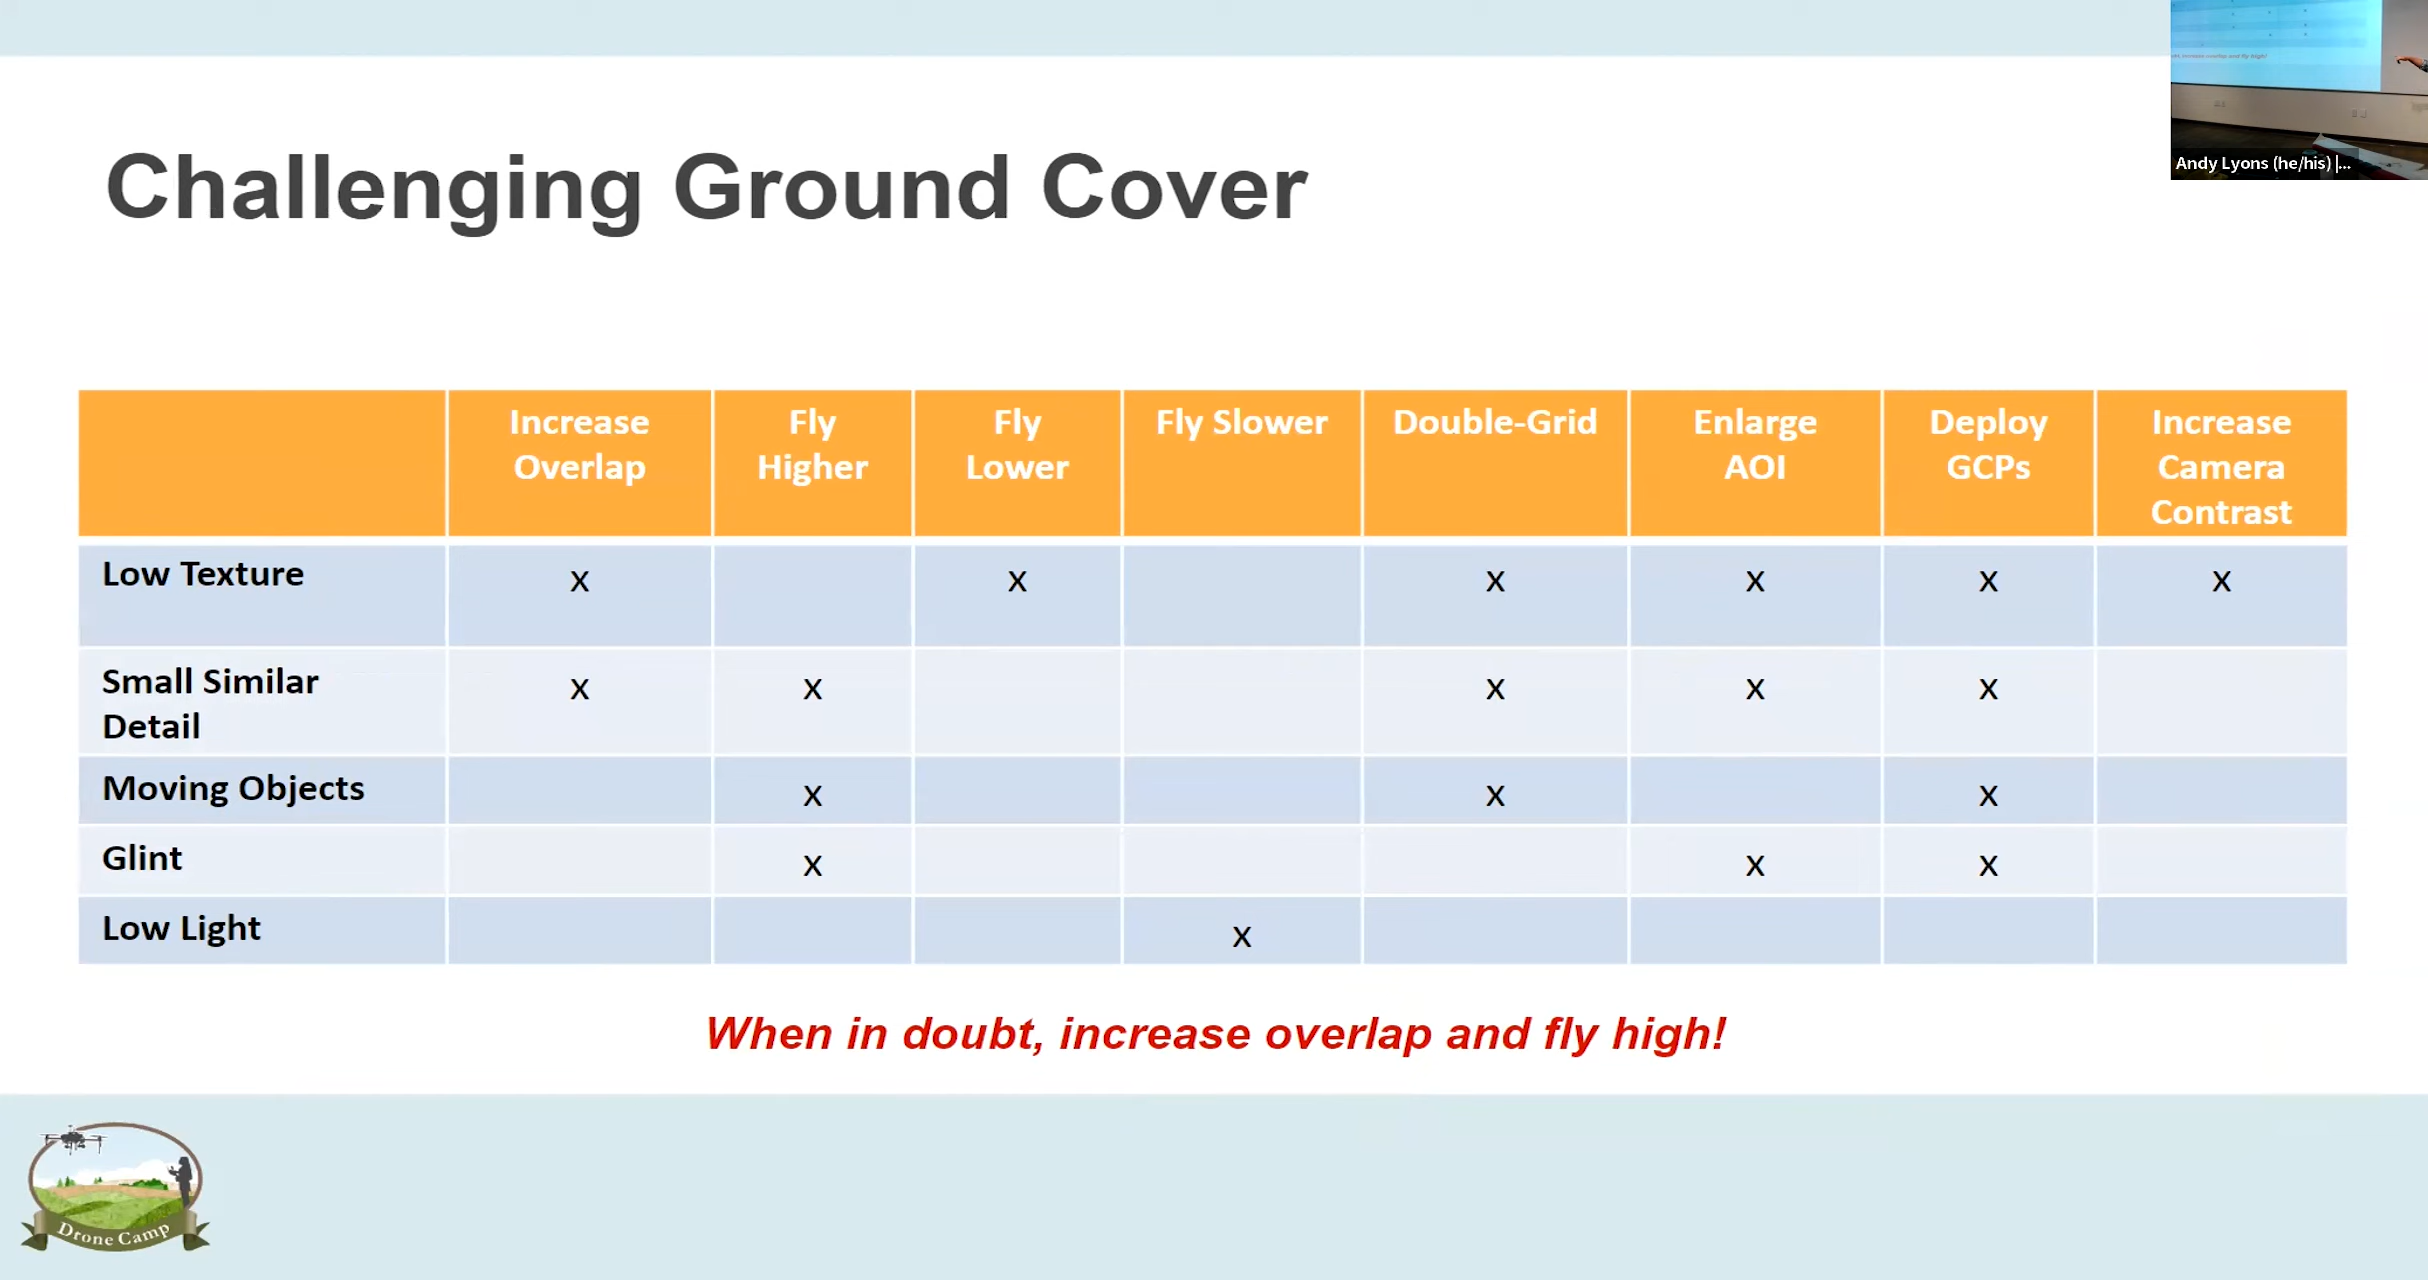 Andy Lyons (he/his) |...
Challenging Ground Cover
Increase Overlap Fly Higher Fly Lower Fly Slower Double-Grid Enlarge AOI Deploy GCPs Increase Camera Contrast
Low Texture x x x x x x
Small Similar Detail x x x x x
Moving Objects x x x
Glint x x x
Low Light x
When in doubt, increase overlap and fly high!
Drone Camp